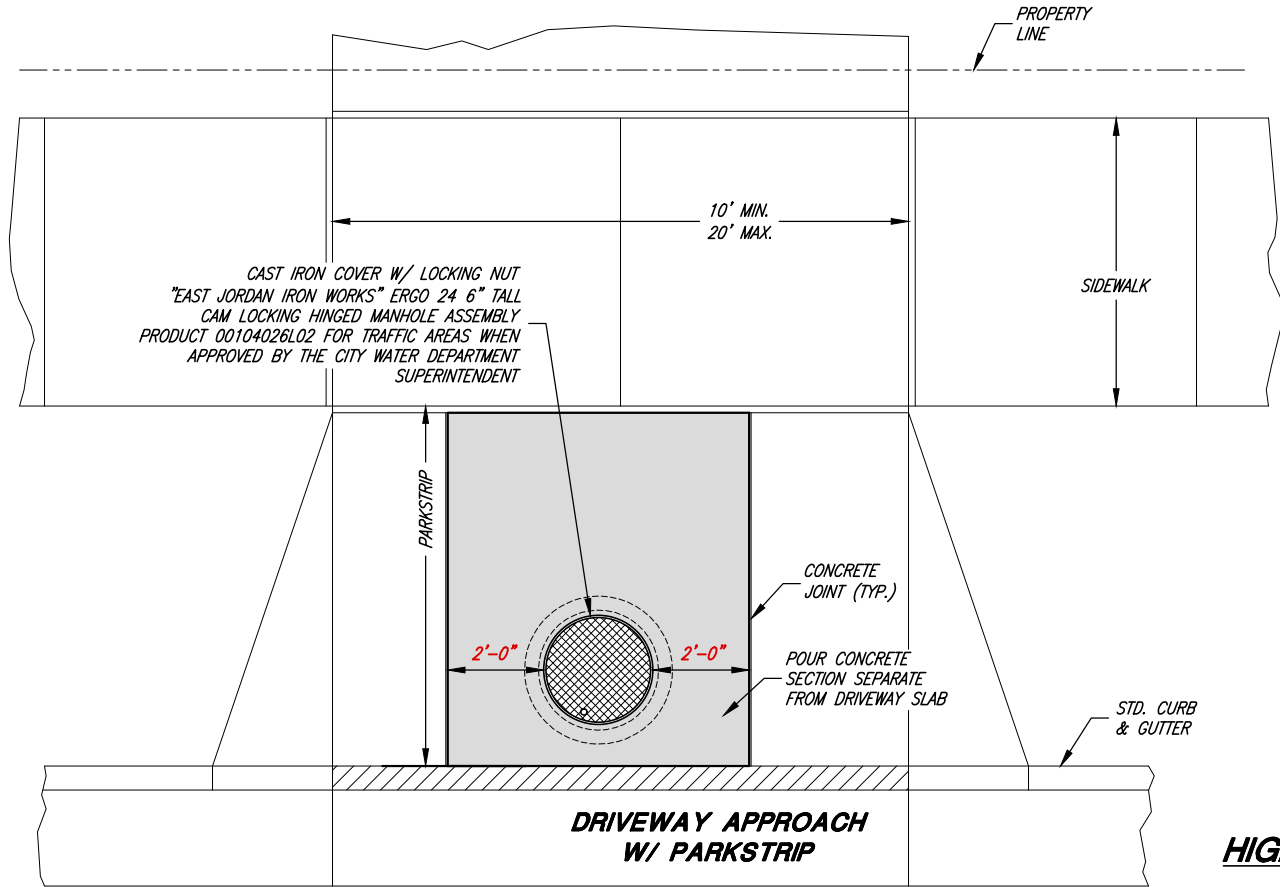 PROPERTY
LINE
10' MIN.
20' MAX.
CAST IRON COVER W/ LOCKING NUT
"EAST JORDAN IRON WORKS" ERGO 24 6" TALL
CAM LOCKING HINGED MANHOLE ASSEMBLY
PRODUCT 00104026L02 FOR TRAFFIC AREAS WHEN
APPROVED BY THE CITY WATER DEPARTMENT
SUPERINTENDENT
SIDEWALK
PARKSTRIP
CONCRETE
JOINT (TYP.)
2'-0"
2'-0"
POUR CONCRETE
SECTION SEPARATE
FROM DRIVEWAY SLAB
STD. CURB
& GUTTER
DRIVEWAY APPROACH
W/ PARKSTRIP